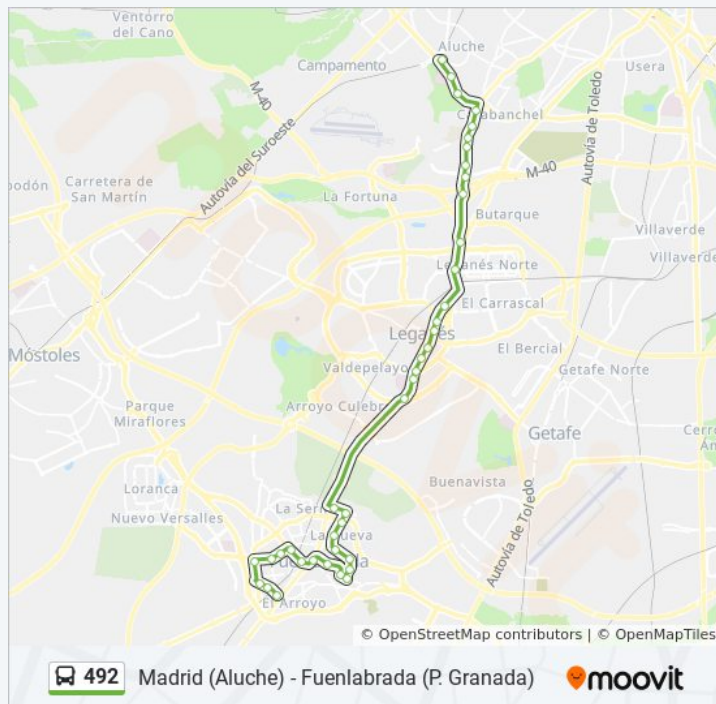 Ventorro
del Cano
Aluche
Campamento
Usera
M-40
Carabanchel
Autovía del Suroeste
Autovía de Toledo
M-40
Carretera de
San Martín
La Fortuna
Butarque
Villaverde
Villaverde
Leganés Norte
El Carrascal
Leganés
Móstoles
El Bercial
Valdepelayo
Getafe Norte
Parque
Miraflores
Arroyo Culebr
Getafe
Buenavista
Loranca
La Serna
Nuevo Versalles
Autovía de Toledo
El Arroyo
© OpenStreetMap contributors | © OpenMapTiles
492 Madrid (Aluche) - Fuenlabrada (P. Granada)
moovit